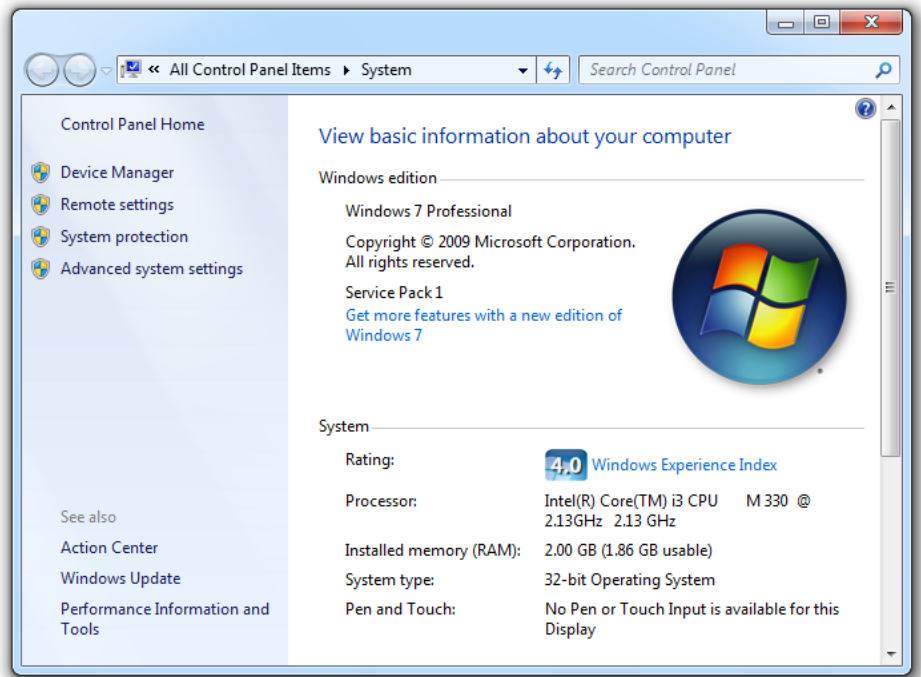 « All Control Panel Items ▸ System
Search Control Panel
Control Panel Home
Device Manager
Remote settings
System protection
Advanced system settings
See also
Action Center
Windows Update
Performance Information and
Tools
View basic information about your computer
Windows edition
Windows 7 Professional
Copyright © 2009 Microsoft Corporation.
All rights reserved.
Service Pack 1
Get more features with a new edition of
Windows 7
System
Rating:
4.0 Windows Experience Index
Processor:
Intel(R) Core(TM) i3 CPU M 330 @
2.13GHz 2.13 GHz
Installed memory (RAM):
2.00 GB (1.86 GB usable)
System type:
32-bit Operating System
Pen and Touch:
No Pen or Touch Input is available for this
Display